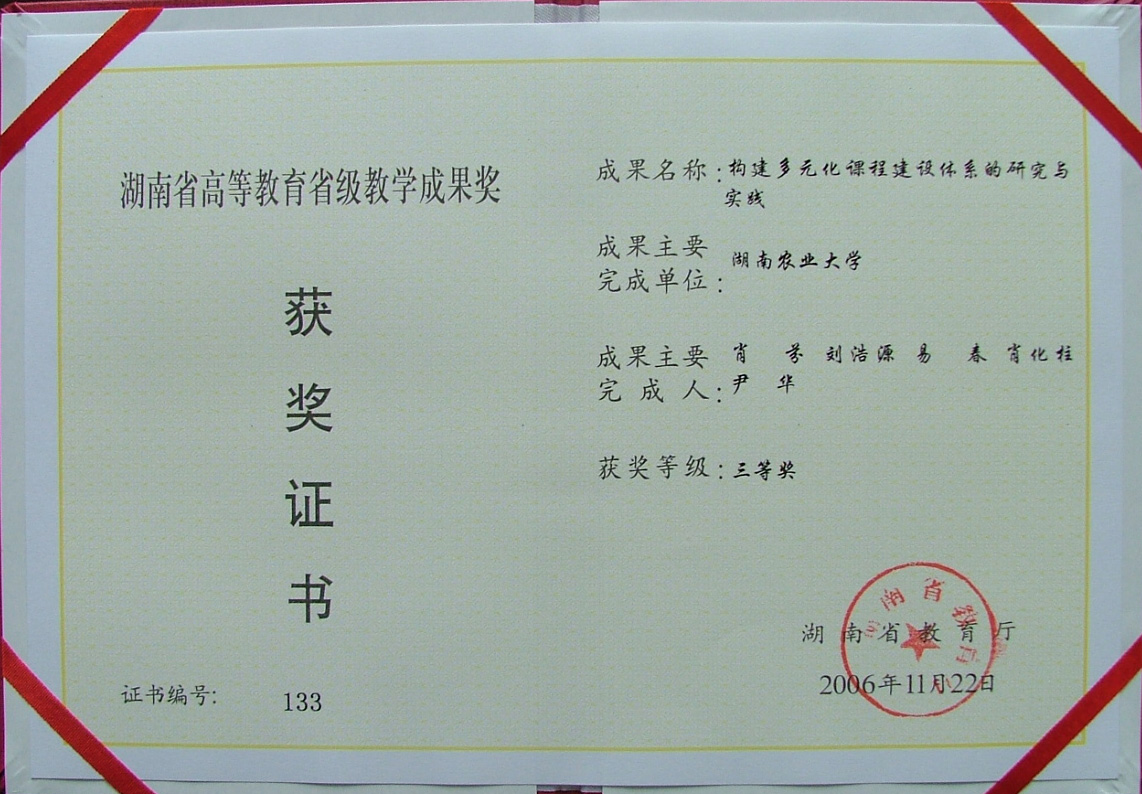 湖南省高等教育省级教学成果奖
获
奖
证
书
证书编号: 133
成果名称:构建多元化课程建设体系的研究与
实践
成果主要
完成单位:湖南农业大学
成果主要 肖 芬 刘浩源 易 春 肖化柱
完成人:尹 华
获奖等级:三等奖
湖南省教育厅
2006年11月22日